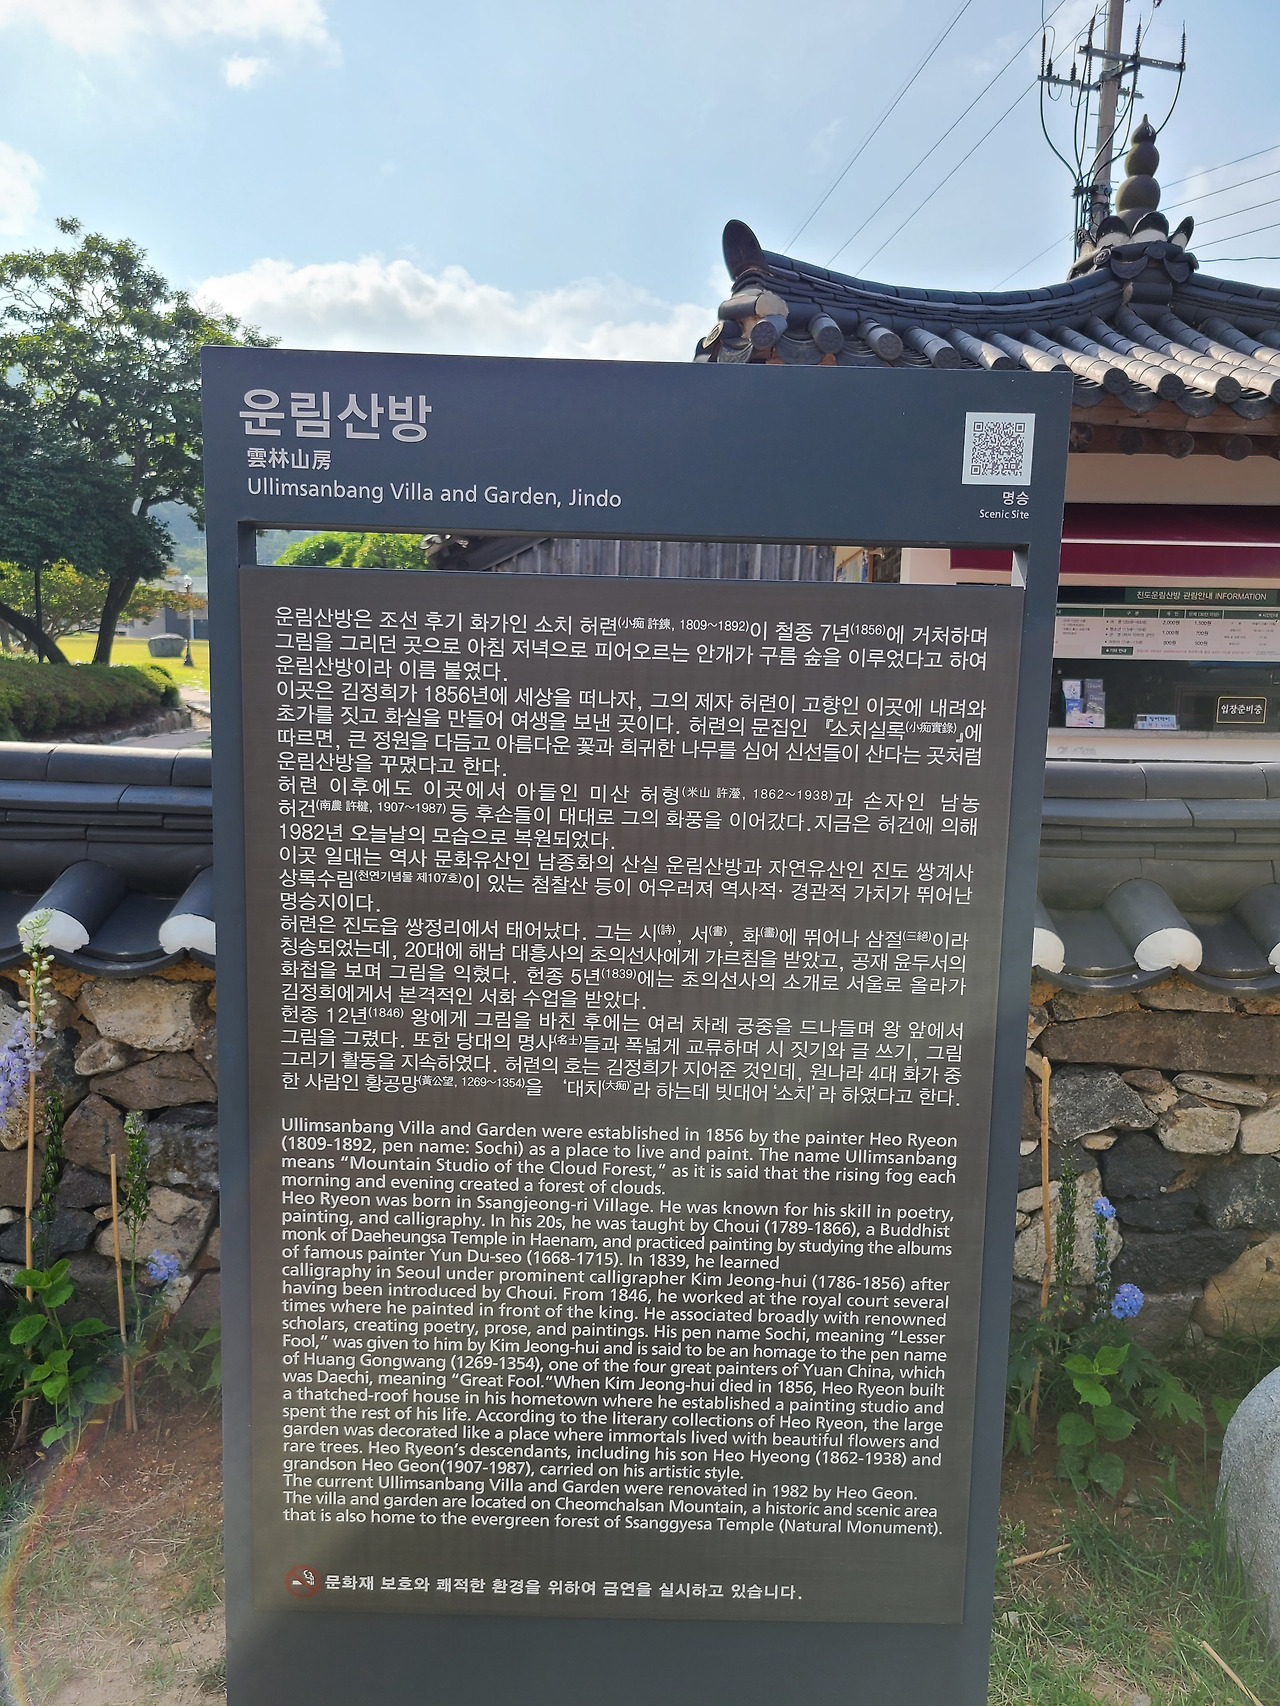 운림산방
雲林山房
Ullimsanbang Villa and Garden, Jindo
명승
Scenic Site
운림산방은 조선 후기 화가인 소치 허련(小痴 許鍊, 1809~1892)이 철종 7년(1856)에 거처하며
그림을 그리던 곳으로 아침 저녁으로 피어오르는 안개가 구름 숲을 이루었다고 하여
운림산방이라 이름 붙였다.
이곳은 김정희가 1856년에 세상을 떠나자, 그의 제자 허련이 고향인 이곳에 내려와
초가를 짓고 화실을 만들어 여생을 보낸 곳이다. 허련의 문집인 『소치실록(小痴實錄)』에
따르면, 큰 정원을 다듬고 아름다운 꽃과 희귀한 나무를 심어 신선들이 산다는 곳처럼
운림산방을 꾸몄다고 한다.
허련 이후에도 이곳에서 아들인 미산 허형(米山 許瀅, 1862~1938)과 손자인 남농
허건(南農 許楗, 1907~1987) 등 후손들이 대대로 그의 화풍을 이어갔다.지금은 허건에 의해
1982년 오늘날의 모습으로 복원되었다.
이곳 일대는 역사 문화유산인 남종화의 산실 운림산방과 자연유산인 진도 쌍계사
상록수림(천연기념물 제107호)이 있는 첨찰산 등이 어우러져 역사적· 경관적 가치가 뛰어난
명승지이다.
허련은 진도읍 쌍정리에서 태어났다. 그는 시(詩), 서(書), 화(畵)에 뛰어나 삼절(三絕)이라
칭송되었는데, 20대에 해남 대흥사의 초의선사에게 가르침을 받았고, 공재 윤두서의
화첩을 보며 그림을 익혔다. 헌종 5년(1839)에는 초의선사의 소개로 서울로 올라가
김정희에게서 본격적인 서화 수업을 받았다.
헌종 12년(1846) 왕에게 그림을 바친 후에는 여러 차례 궁중을 드나들며 왕 앞에서
그림을 그렸다. 또한 당대의 명사(名士)들과 폭넓게 교류하며 시 짓기와 글 쓰기, 그림
그리기 활동을 지속하였다. 허련의 호는 김정희가 지어준 것인데, 원나라 4대 화가 중
한 사람인 황공망(黃公望, 1269~1354)을 ‘대치(大痴)’라 하는데 빗대어 ‘소치’ 라 하였다고 한다.
Ullimsanbang Villa and Garden were established in 1856 by the painter Heo Ryeon
(1809-1892, pen name: Sochi) as a place to live and paint. The name Ullimsanbang
means “Mountain Studio of the Cloud Forest,” as it is said that the rising fog each
morning and evening created a forest of clouds.
Heo Ryeon was born in Ssangjeong-ri Village. He was known for his skill in poetry,
painting, and calligraphy. In his 20s, he was taught by Choui (1789-1866), a Buddhist
monk of Daeheungsa Temple in Haenam, and practiced painting by studying the albums
of famous painter Yun Du-seo (1668-1715). In 1839, he learned
calligraphy in Seoul under prominent calligrapher Kim Jeong-hui (1786-1856) after
having been introduced by Choui. From 1846, he worked at the royal court several
times where he painted in front of the king. He associated broadly with renowned
scholars, creating poetry, prose, and paintings. His pen name Sochi, meaning “Lesser
Fool,” was given to him by Kim Jeong-hui and is said to be an homage to the pen name
of Huang Gongwang (1269-1354), one of the four great painters of Yuan China, which
was Daechi, meaning “Great Fool.”When Kim Jeong-hui died in 1856, Heo Ryeon built
a thatched-roof house in his hometown where he established a painting studio and
spent the rest of his life. According to the literary collections of Heo Ryeon, the large
garden was decorated like a place where immortals lived with beautiful flowers and
rare trees. Heo Ryeon’s descendants, including his son Heo Hyeong (1862-1938) and
grandson Heo Geon(1907-1987), carried on his artistic style.
The current Ullimsanbang Villa and Garden were renovated in 1982 by Heo Geon.
The villa and garden are located on Cheomchalsan Mountain, a historic and scenic area
that is also home to the evergreen forest of Ssanggyesa Temple (Natural Monument).
문화재 보호와 쾌적한 환경을 위하여 금연을 실시하고 있습니다.
진도운림산방 관람안내 INFORMATION
입장준비중